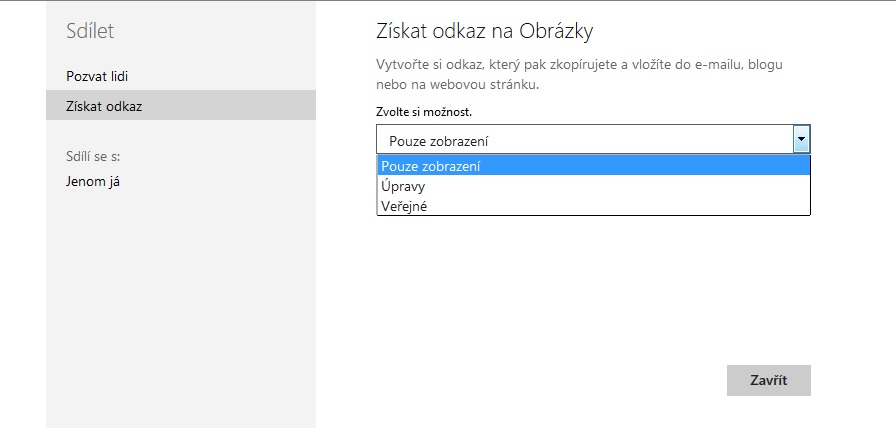 Sdílet
Pozvat lidi
Získat odkaz
Sdílí se s:
Jenom já
Získat odkaz na Obrázky
Vytvořte si odkaz, který pak zkopírujete a vložíte do e-mailu, blogu
nebo na webovou stránku.
Zvolte si možnost.
Pouze zobrazení
Pouze zobrazení
Úpravy
Veřejné
Zavřít